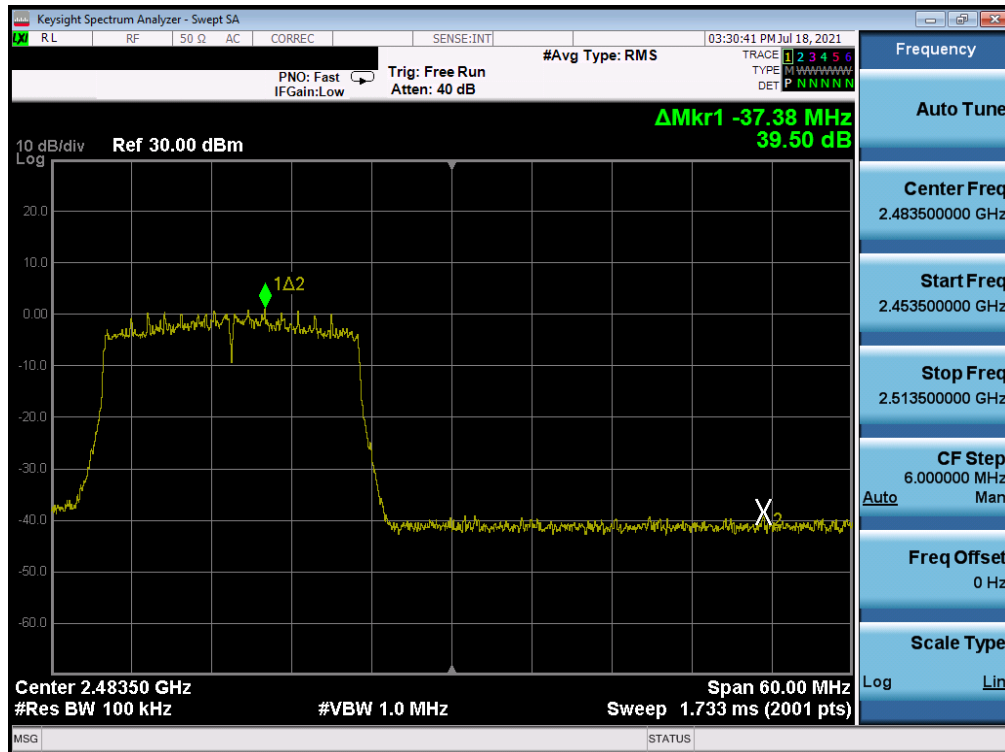 Keysight Spectrum Analyzer - Swept SA
LXI RL RF 50 Ω AC CORREC SENSE:INT 03:30:41 PM Jul 18, 2021
PNO: Fast
IFGain:Low
Trig: Free Run
Atten: 40 dB
#Avg Type: RMS
TRACE 1 2 3 4 5 6
TYPE M W W W W W
DET P N N N N N
ΔMkr1 -37.38 MHz
39.50 dB
10 dB/div Ref 30.00 dBm
Log
20.0
10.0
0.00
-10.0
-20.0
-30.0
-40.0
-50.0
-60.0
1Δ2
X2
Center 2.48350 GHz Span 60.00 MHz
#Res BW 100 kHz #VBW 1.0 MHz Sweep 1.733 ms (2001 pts)
MSG STATUS
Frequency
Auto Tune
Center Freq
2.483500000 GHz
Start Freq
2.453500000 GHz
Stop Freq
2.513500000 GHz
CF Step
6.000000 MHz
Auto Man
Freq Offset
0 Hz
Scale Type
Log Lin